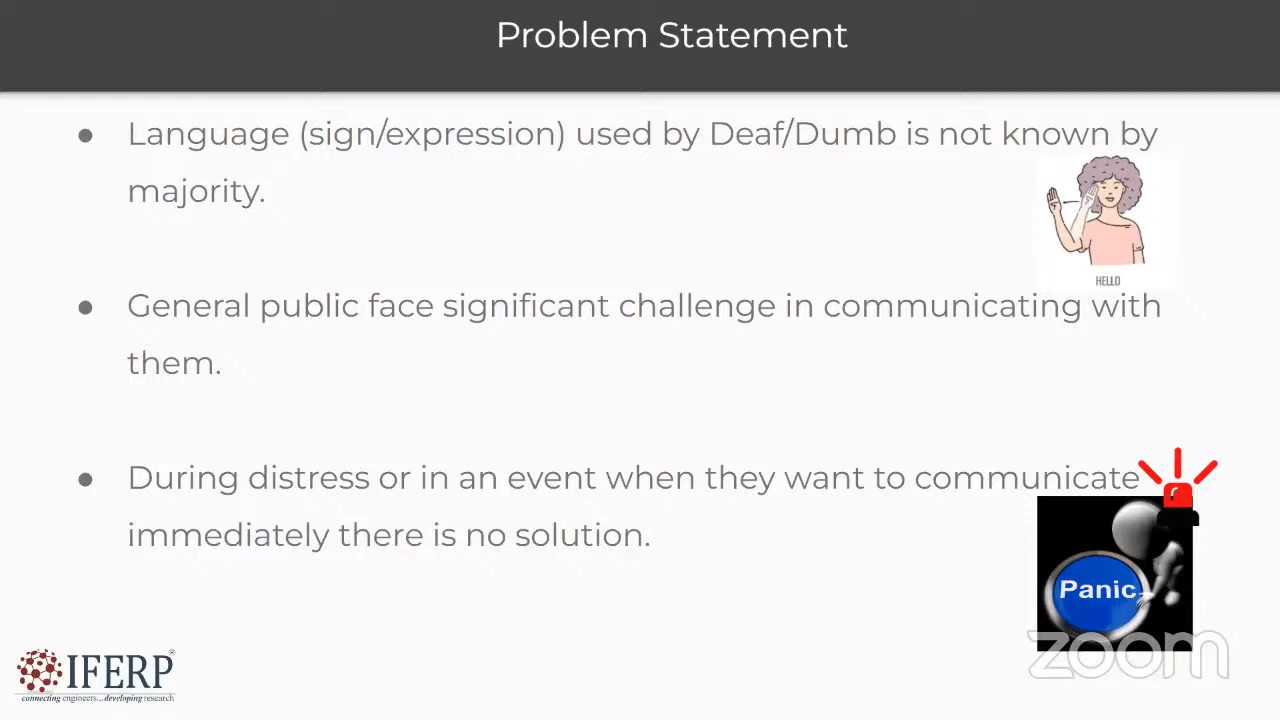 Problem Statement
● Language (sign/expression) used by Deaf/Dumb is not known by
majority.
HELLO
● General public face significant challenge in communicating with
them.
● During distress or in an event when they want to communicate
immediately there is no solution.
Panic
zoom
IFERP®
connecting engineers...developing research